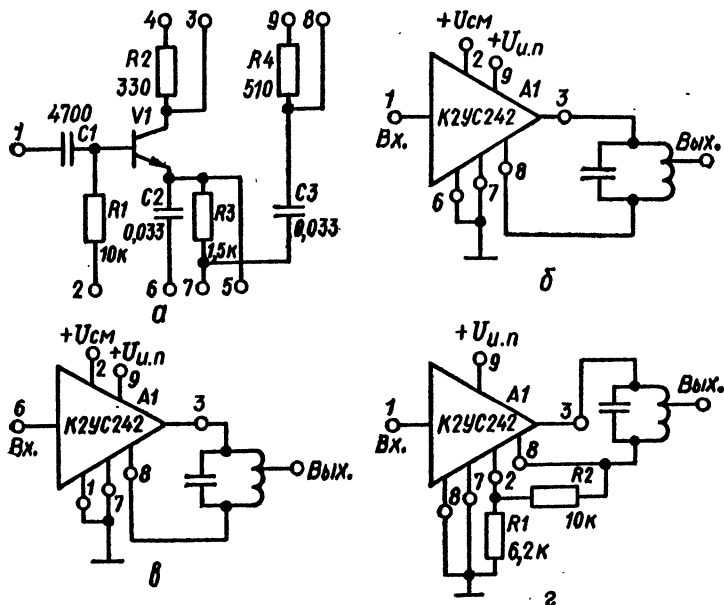 4 3 9 8
R2
330
R4
510
V1
4700
C1
1
R1
10к
C2
0,033
R3
1,5к
C3
0,033
2 6 7 5
а
+Uсм
2
+Uи.п
9
A1
1
Вх.
К2УС242
3
Вых.
6 7 8
б
+Uсм
2
+Uи.п
9
A1
6
Вх.
К2УС242
3
Вых.
1 7 8
в
+Uи.п
9
A1
1
Вх.
К2УС242
3
Вых.
8 7 2 8
R2
10к
R1
6,2к
г